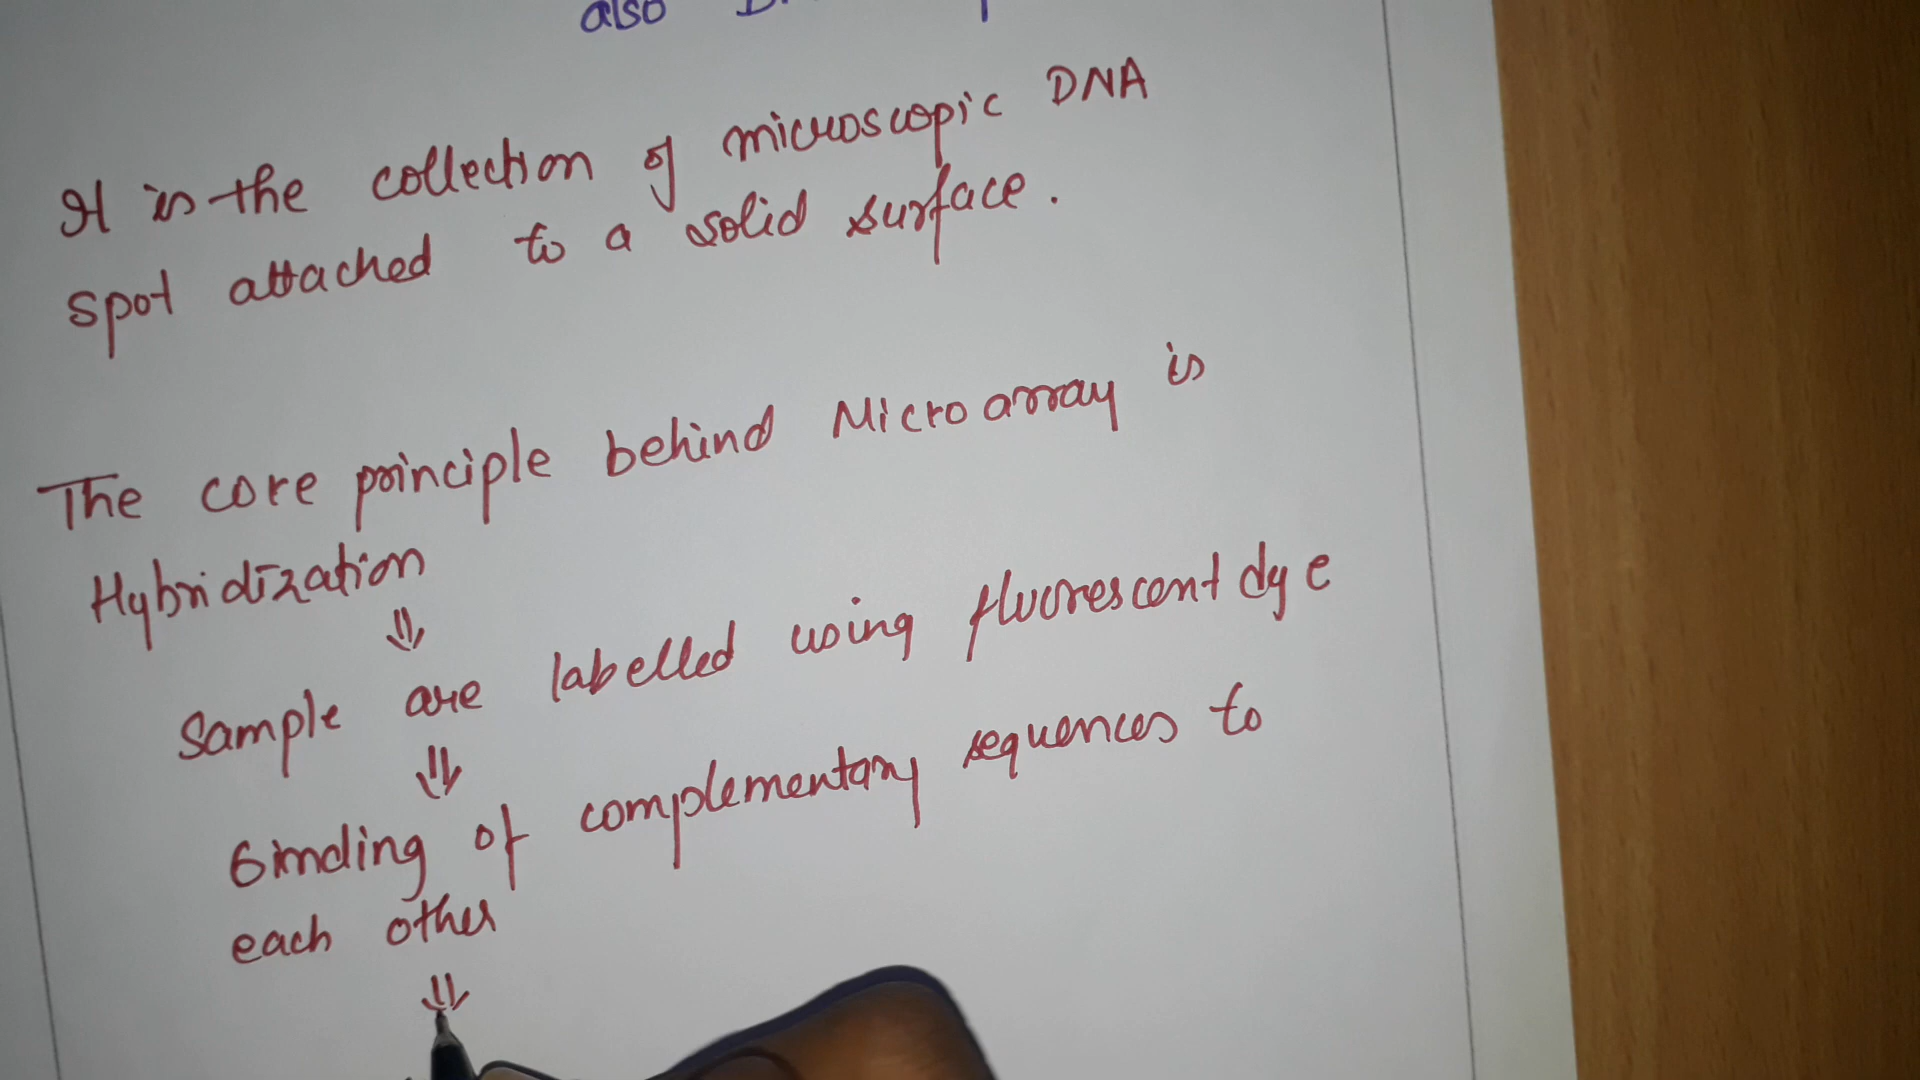 also
It is the collection of microscopic DNA
spot attached to a solid surface.
The core principle behind Microarray is
Hybridization
⇓
Sample are labelled using fluorescent dye
⇓
binding of complementary sequences to
each other
⇓